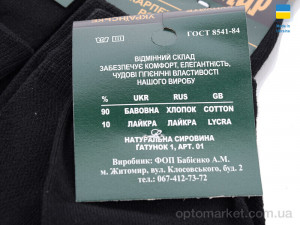 ГОСТ 8541-84
ВІДМІННИЙ СКЛАД
ЗАБЕЗПЕЧУЄ КОМФОРТ, ЕЛЕГАНТНІСТЬ,
ЧУДОВІ ГІГІЄНІЧНІ ВЛАСТИВОСТІ
НАШОГО ВИРОБУ
% UKR RUS GB
90 БАВОВНА ХЛОПОК COTTON
10 ЛАЙКРА ЛАЙКРА LYCRA
НАТУРАЛЬНА СИРОВИНА
ҐАТУНОК 1, АРТ. 01
Виробник: ФОП Бабієнко А.М.
м. Житомир, вул. Клосовського, буд. 2
тел.: 067-412-73-72
optomarket.com.ua